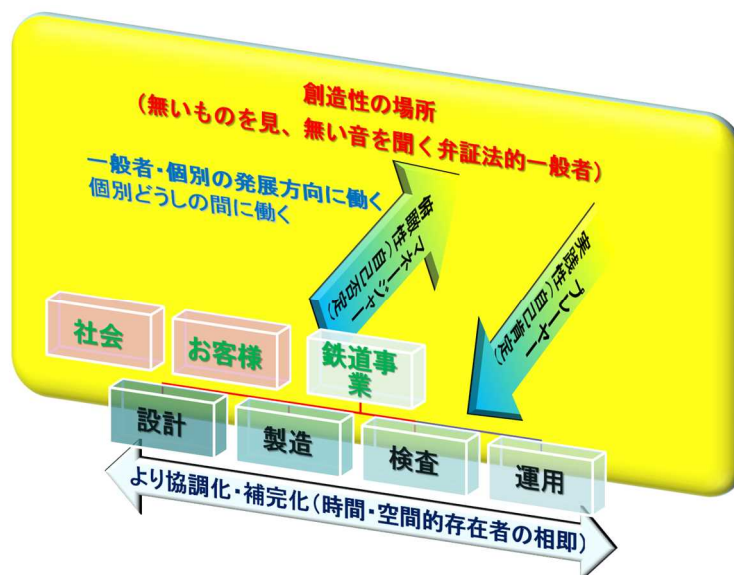 創造性の場所
(無いものを見、無い音を聞く弁証法的一般者)
一般者・個別の発展方向に働く
個別どうしの間に働く
マネージャー
俯瞰性(自己否定)
プレーヤー
実践性(自己肯定)
社会
お客様
鉄道事
業
設計
製造
検査
運用
より協調化・補完化(時間・空間的存在者の相即)